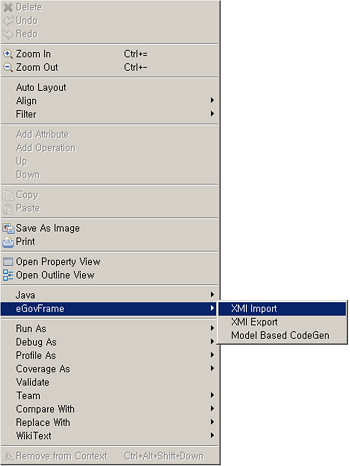 Delete
Undo
Redo
Zoom In Ctrl+=
Zoom Out Ctrl+-
Auto Layout
Align
Filter
Add Attribute
Add Operation
Up
Down
Copy
Paste
Save As Image
Print
Open Property View
Open Outline View
Java
eGovFrame
XMI Import
XMI Export
Model Based CodeGen
Run As
Debug As
Profile As
Coverage As
Validate
Team
Compare With
Replace With
WikiText
Remove from Context Ctrl+Alt+Shift+Down